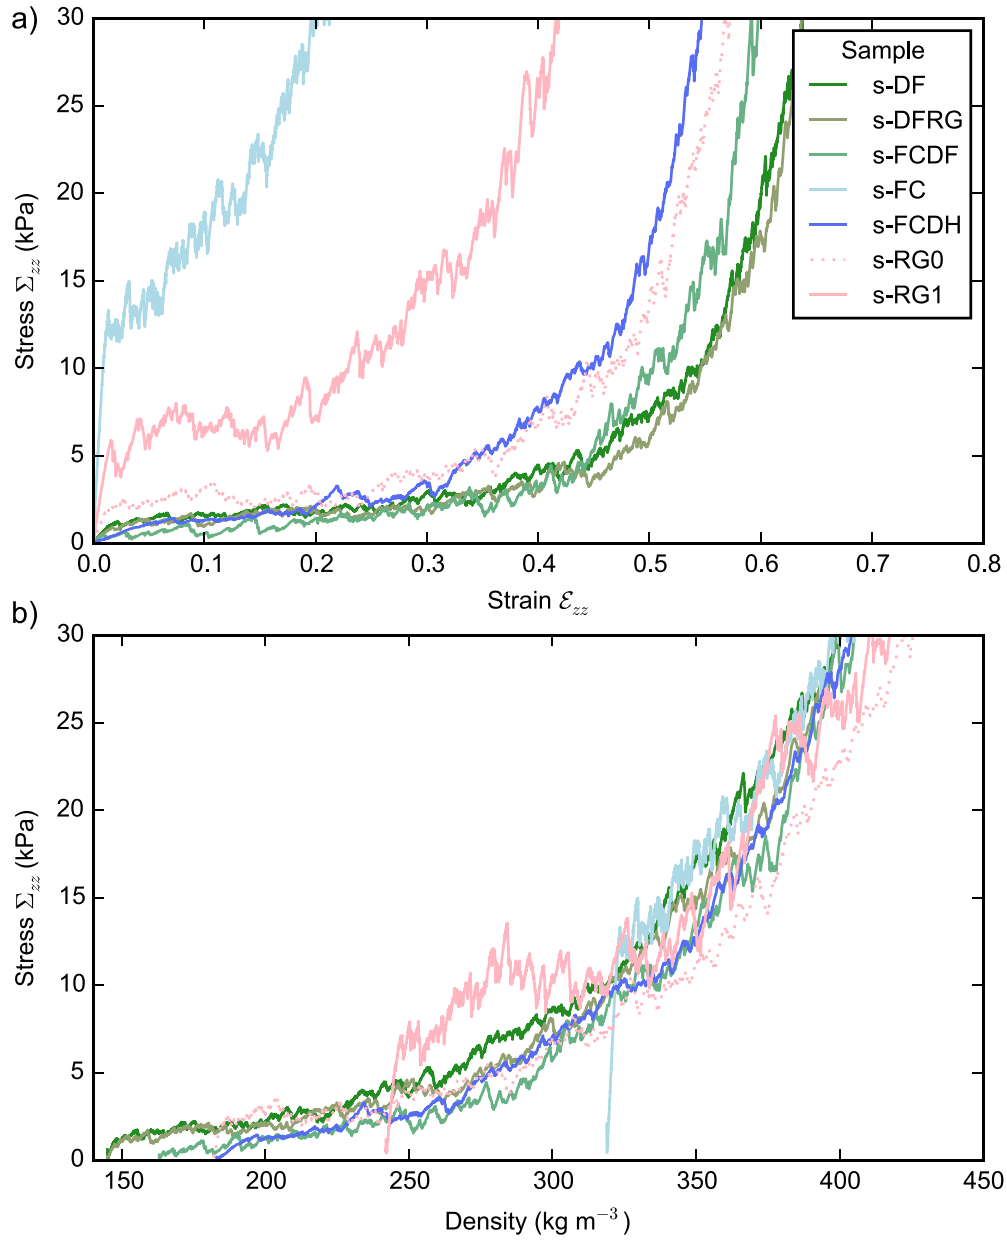 a)
30
25
20
15
10
5
0
Stress Σzz (kPa)
Sample
s-DF
s-DFRG
s-FCDF
s-FC
s-FCDH
s-RG0
s-RG1
0.0 0.1 0.2 0.3 0.4 0.5 0.6 0.7 0.8
Strain ℰzz
b)
30
25
20
15
10
5
0
Stress Σzz (kPa)
150 200 250 300 350 400 450
Density (kg m⁻³)